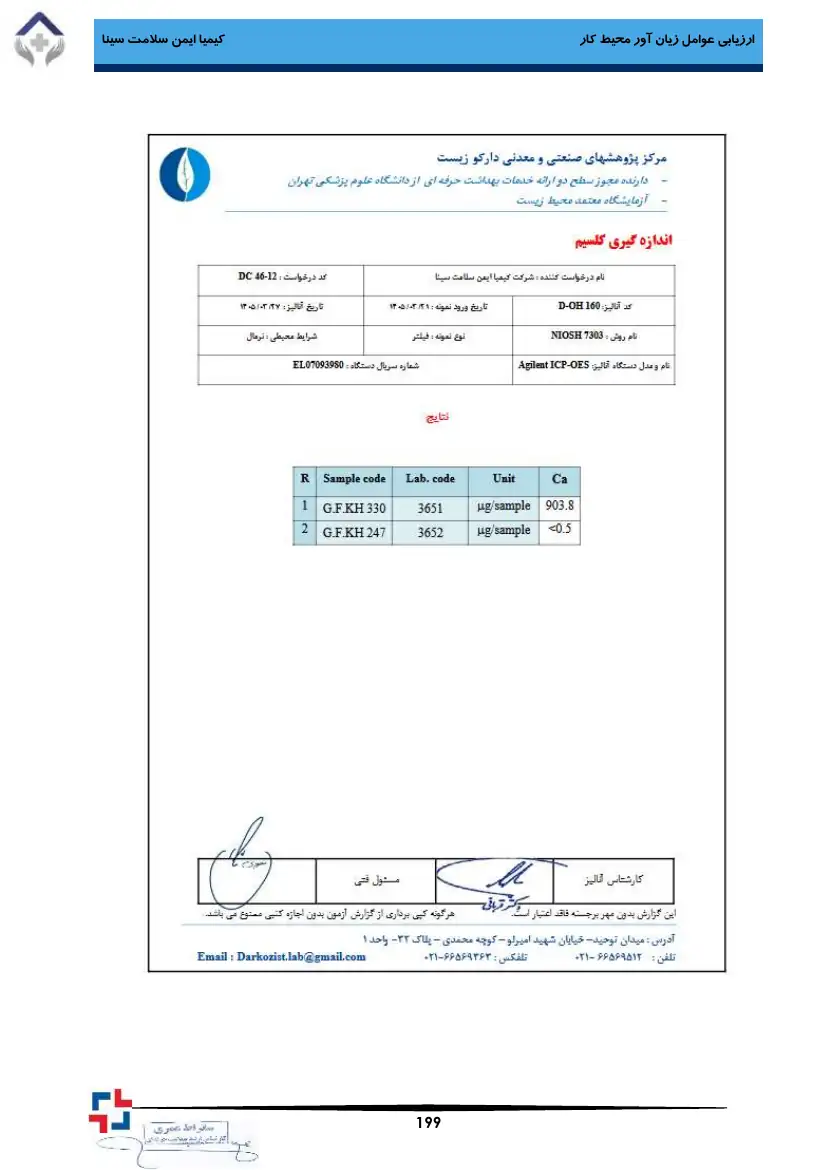 ارزیابی عوامل زیان آور محیط کار
کیمیا ایمن سلامت سینا
مرکز پژوهشهای صنعتی و معدنی دارکو زیست
- دارنده مجوز سطح دو ارائه خدمات بهداشت حرفه ای از دانشگاه علوم پزشکی تهران
- آزمایشگاه معتمد محیط زیست
اندازه گیری کلسیم
نام درخواست کننده : شرکت کیمیا ایمن سلامت سینا
کد درخواست : DC 46-12
کد آنالیز: D-OH 160
تاریخ ورود نمونه : ۱۴۰۵/۰۳/۲۱
تاریخ آنالیز : ۱۴۰۵/۰۳/۲۷
نام روش : NIOSH 7303
نوع نمونه : فیلتر
شرایط محیطی : نرمال
نام و مدل دستگاه آنالیز: Agilent ICP-OES
شماره سریال دستگاه : EL07093980
نتایج
R Sample code Lab. code Unit Ca
1 G.F.KH 330 3651 µg/sample 903.8
2 G.F.KH 247 3652 µg/sample <0.5
کارشناس آنالیز
مسئول فنی
این گزارش بدون مهر برجسته فاقد اعتبار است.
هرگونه کپی برداری از گزارش آزمون بدون اجازه کتبی ممنوع می باشد.
آدرس : میدان توحید– خیابان شهید امیرلو – کوچه محمدی – پلاک ۳۲– واحد ۱
تلفن : ۶۶۵۶۹۵۱۲ –۰۲۱
تلفکس : ۶۶۵۶۹۳۶۳–۰۲۱
Email : Darkozist.lab@gmail.com
199